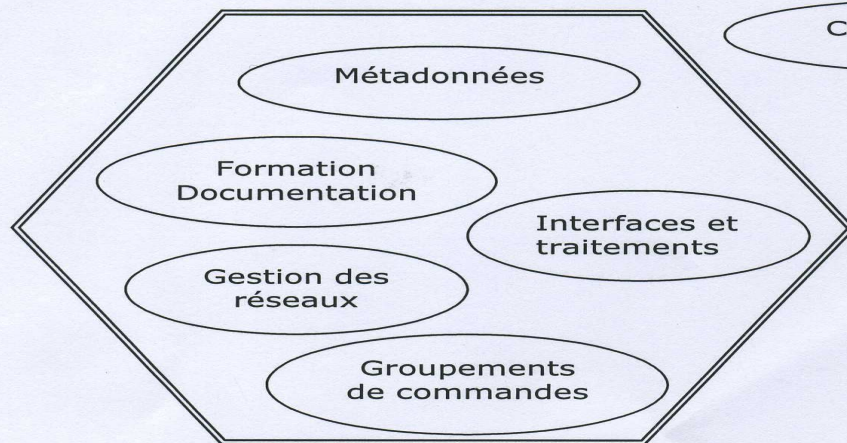 Métadonnées
Formation
Documentation
Interfaces et
traitements
Gestion des
réseaux
Groupements
de commandes